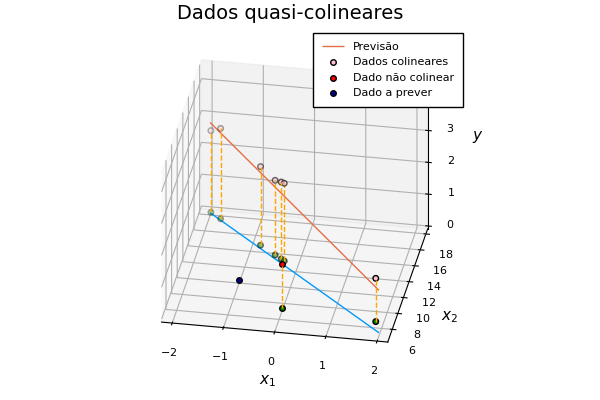 Dados quasi-colineares
Previsão
Dados colineares
Dado não colinear
Dado a prever
3
2
1
0
y
18
16
14
12
10
8
6
x₂
−2
−1
0
1
2
x₁